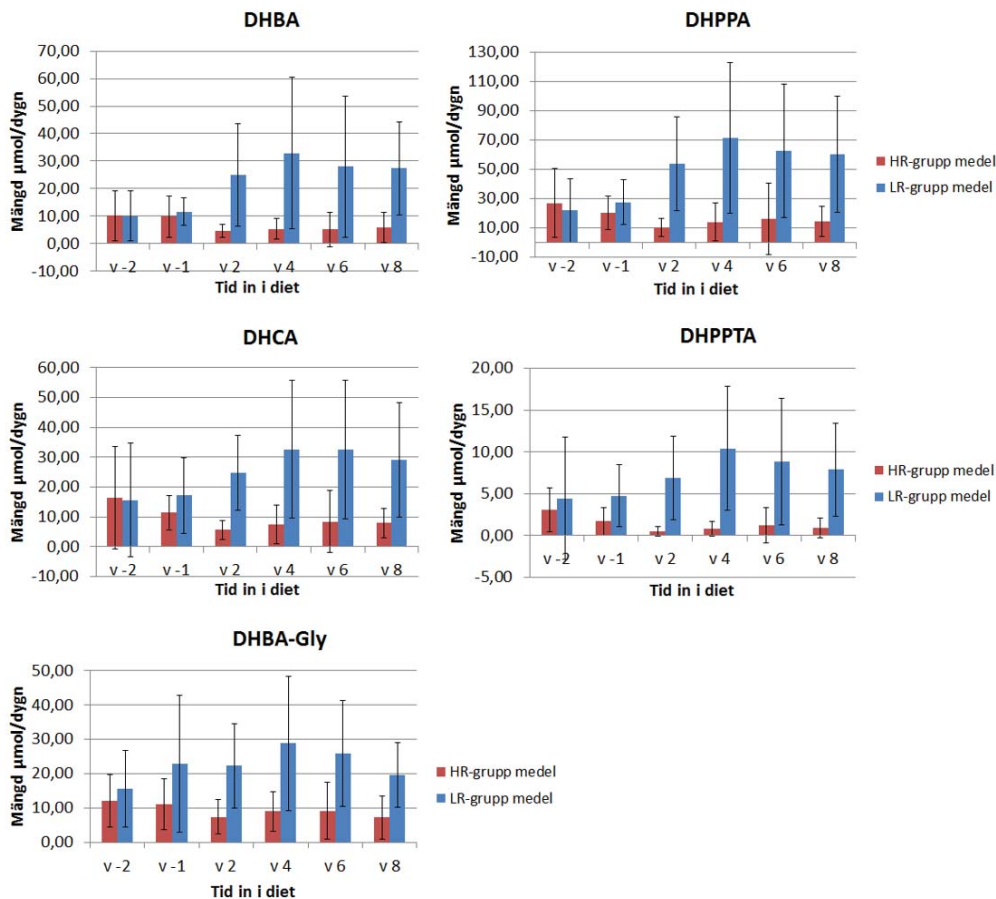 DHBA
Mängd µmol/dygn
70,00
60,00
50,00
40,00
30,00
20,00
10,00
0,00
-10,00
v -2 v -1 v 2 v 4 v 6 v 8
Tid in i diet
DHPPA
Mängd µmol/dygn
130,00
110,00
90,00
70,00
50,00
30,00
10,00
-10,00
v -2 v -1 v 2 v 4 v 6 v 8
Tid in i diet
HR-grupp medel
LR-grupp medel
DHCA
Mängd µmol/dygn
60,00
50,00
40,00
30,00
20,00
10,00
0,00
-10,00
v -2 v -1 v 2 v 4 v 6 v 8
Tid in i diet
DHPPTA
Mängd µmol/dygn
20,00
15,00
10,00
5,00
0,00
-5,00
v -2 v -1 v 2 v 4 v 6 v 8
Tid in i diet
HR-grupp medel
LR-grupp medel
DHBA-Gly
Mängd µmol/dygn
50,00
40,00
30,00
20,00
10,00
0,00
v -2 v -1 v 2 v 4 v 6 v 8
Tid in i diet
HR-grupp medel
LR-grupp medel